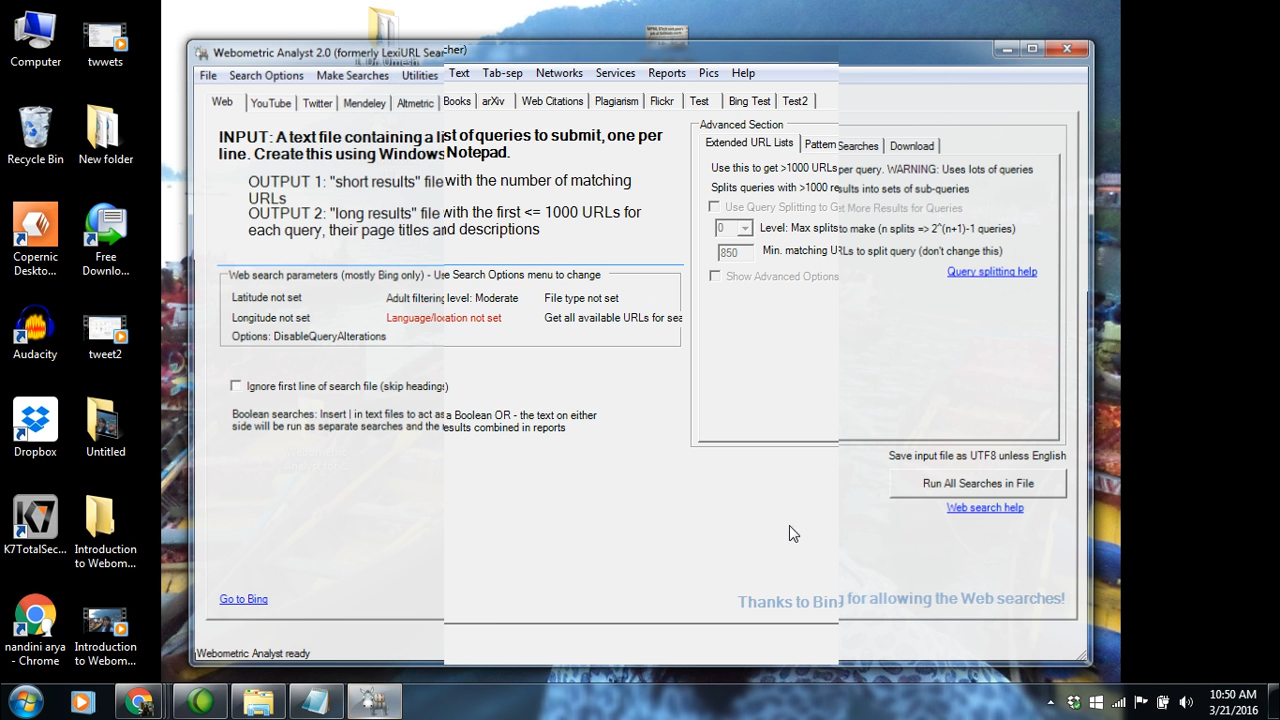 Computer
twwets
Recycle Bin
New folder
Copernic
Deskto...
Free
Downlo...
Audacity
tweet2
Dropbox
Untitled
K7TotalSec...
Introduction
to Webom...
nandini arya
- Chrome
Introduction
to Webom...
Webometric Analyst 2.0 (formerly LexiURL Searcher)
File Search Options Make Searches Utilities Text Tab-sep Networks Services Reports Pics Help
Web YouTube Twitter Mendeley Altmetric Books arXiv Web Citations Plagiarism Flickr Test Bing Test Test2
INPUT: A text file containing a list of queries to submit, one per
line. Create this using Windows Notepad.
OUTPUT 1: "short results" file with the number of matching
URLs
OUTPUT 2: "long results" file with the first <= 1000 URLs for
each query, their page titles and descriptions
Web search parameters (mostly Bing only) - Use Search Options menu to change
Latitude not set Adult filtering level: Moderate File type not set
Longitude not set Language/location not set Get all available URLs for sea
Options: DisableQueryAlterations
Ignore first line of search file (skip headings)
Boolean searches: Insert | in text files to act as a Boolean OR - the text on either
side will be run as separate searches and the results combined in reports
Go to Bing
Advanced Section
Extended URL Lists Pattern Searches Download
Use this to get >1000 URLs per query. WARNING: Uses lots of queries
Splits queries with >1000 results into sets of sub-queries
Use Query Splitting to Get More Results for Queries
0 Level: Max splits to make (n splits => 2^(n+1)-1 queries)
850 Min. matching URLs to split query (don't change this)
Query splitting help
Show Advanced Options
Save input file as UTF8 unless English
Run All Searches in File
Web search help
Thanks to Bing for allowing the Web searches!
Webometric Analyst ready
10:50 AM
3/21/2016